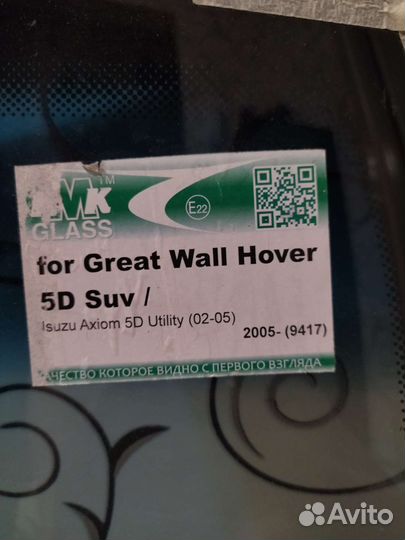 KMK™
GLASS
E22
for Great Wall Hover
5D Suv /
Isuzu Axiom 5D Utility (02-05)
2005- (9417)
КАЧЕСТВО КОТОРОЕ ВИДНО С ПЕРВОГО ВЗГЛЯДА
Avito